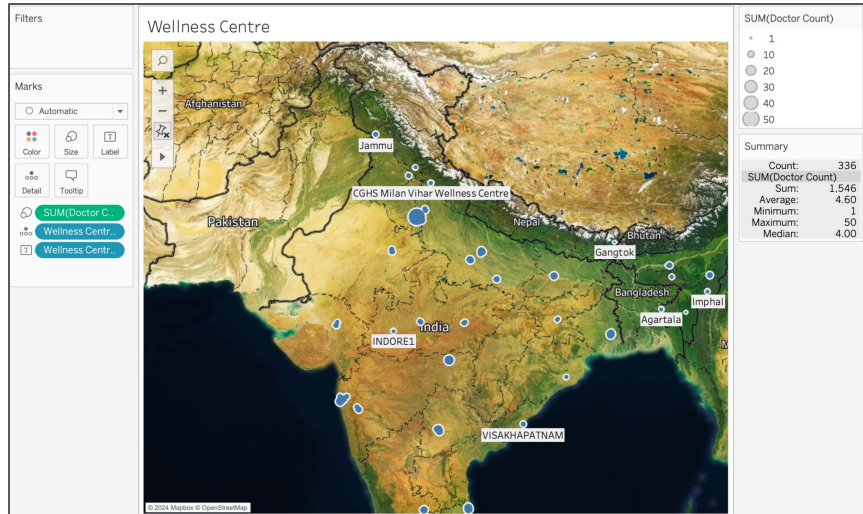 Filters
Marks
Automatic
Color
Size
Label
Detail
Tooltip
SUM(Doctor C..
Wellness Centr..
Wellness Centr..
Wellness Centre
Afghanistan
Jammu
CGHS Milan Vihar Wellness Centre
Pakistan
Nepal
Bhutan
Gangtok
Bangladesh
Imphal
Agartala
India
INDORE1
VISAKHAPATNAM
© 2024 Mapbox © OpenStreetMap
SUM(Doctor Count)
1
10
20
30
40
50
Summary
Count: 336
SUM(Doctor Count)
Sum: 1,546
Average: 4.60
Minimum: 1
Maximum: 50
Median: 4.00